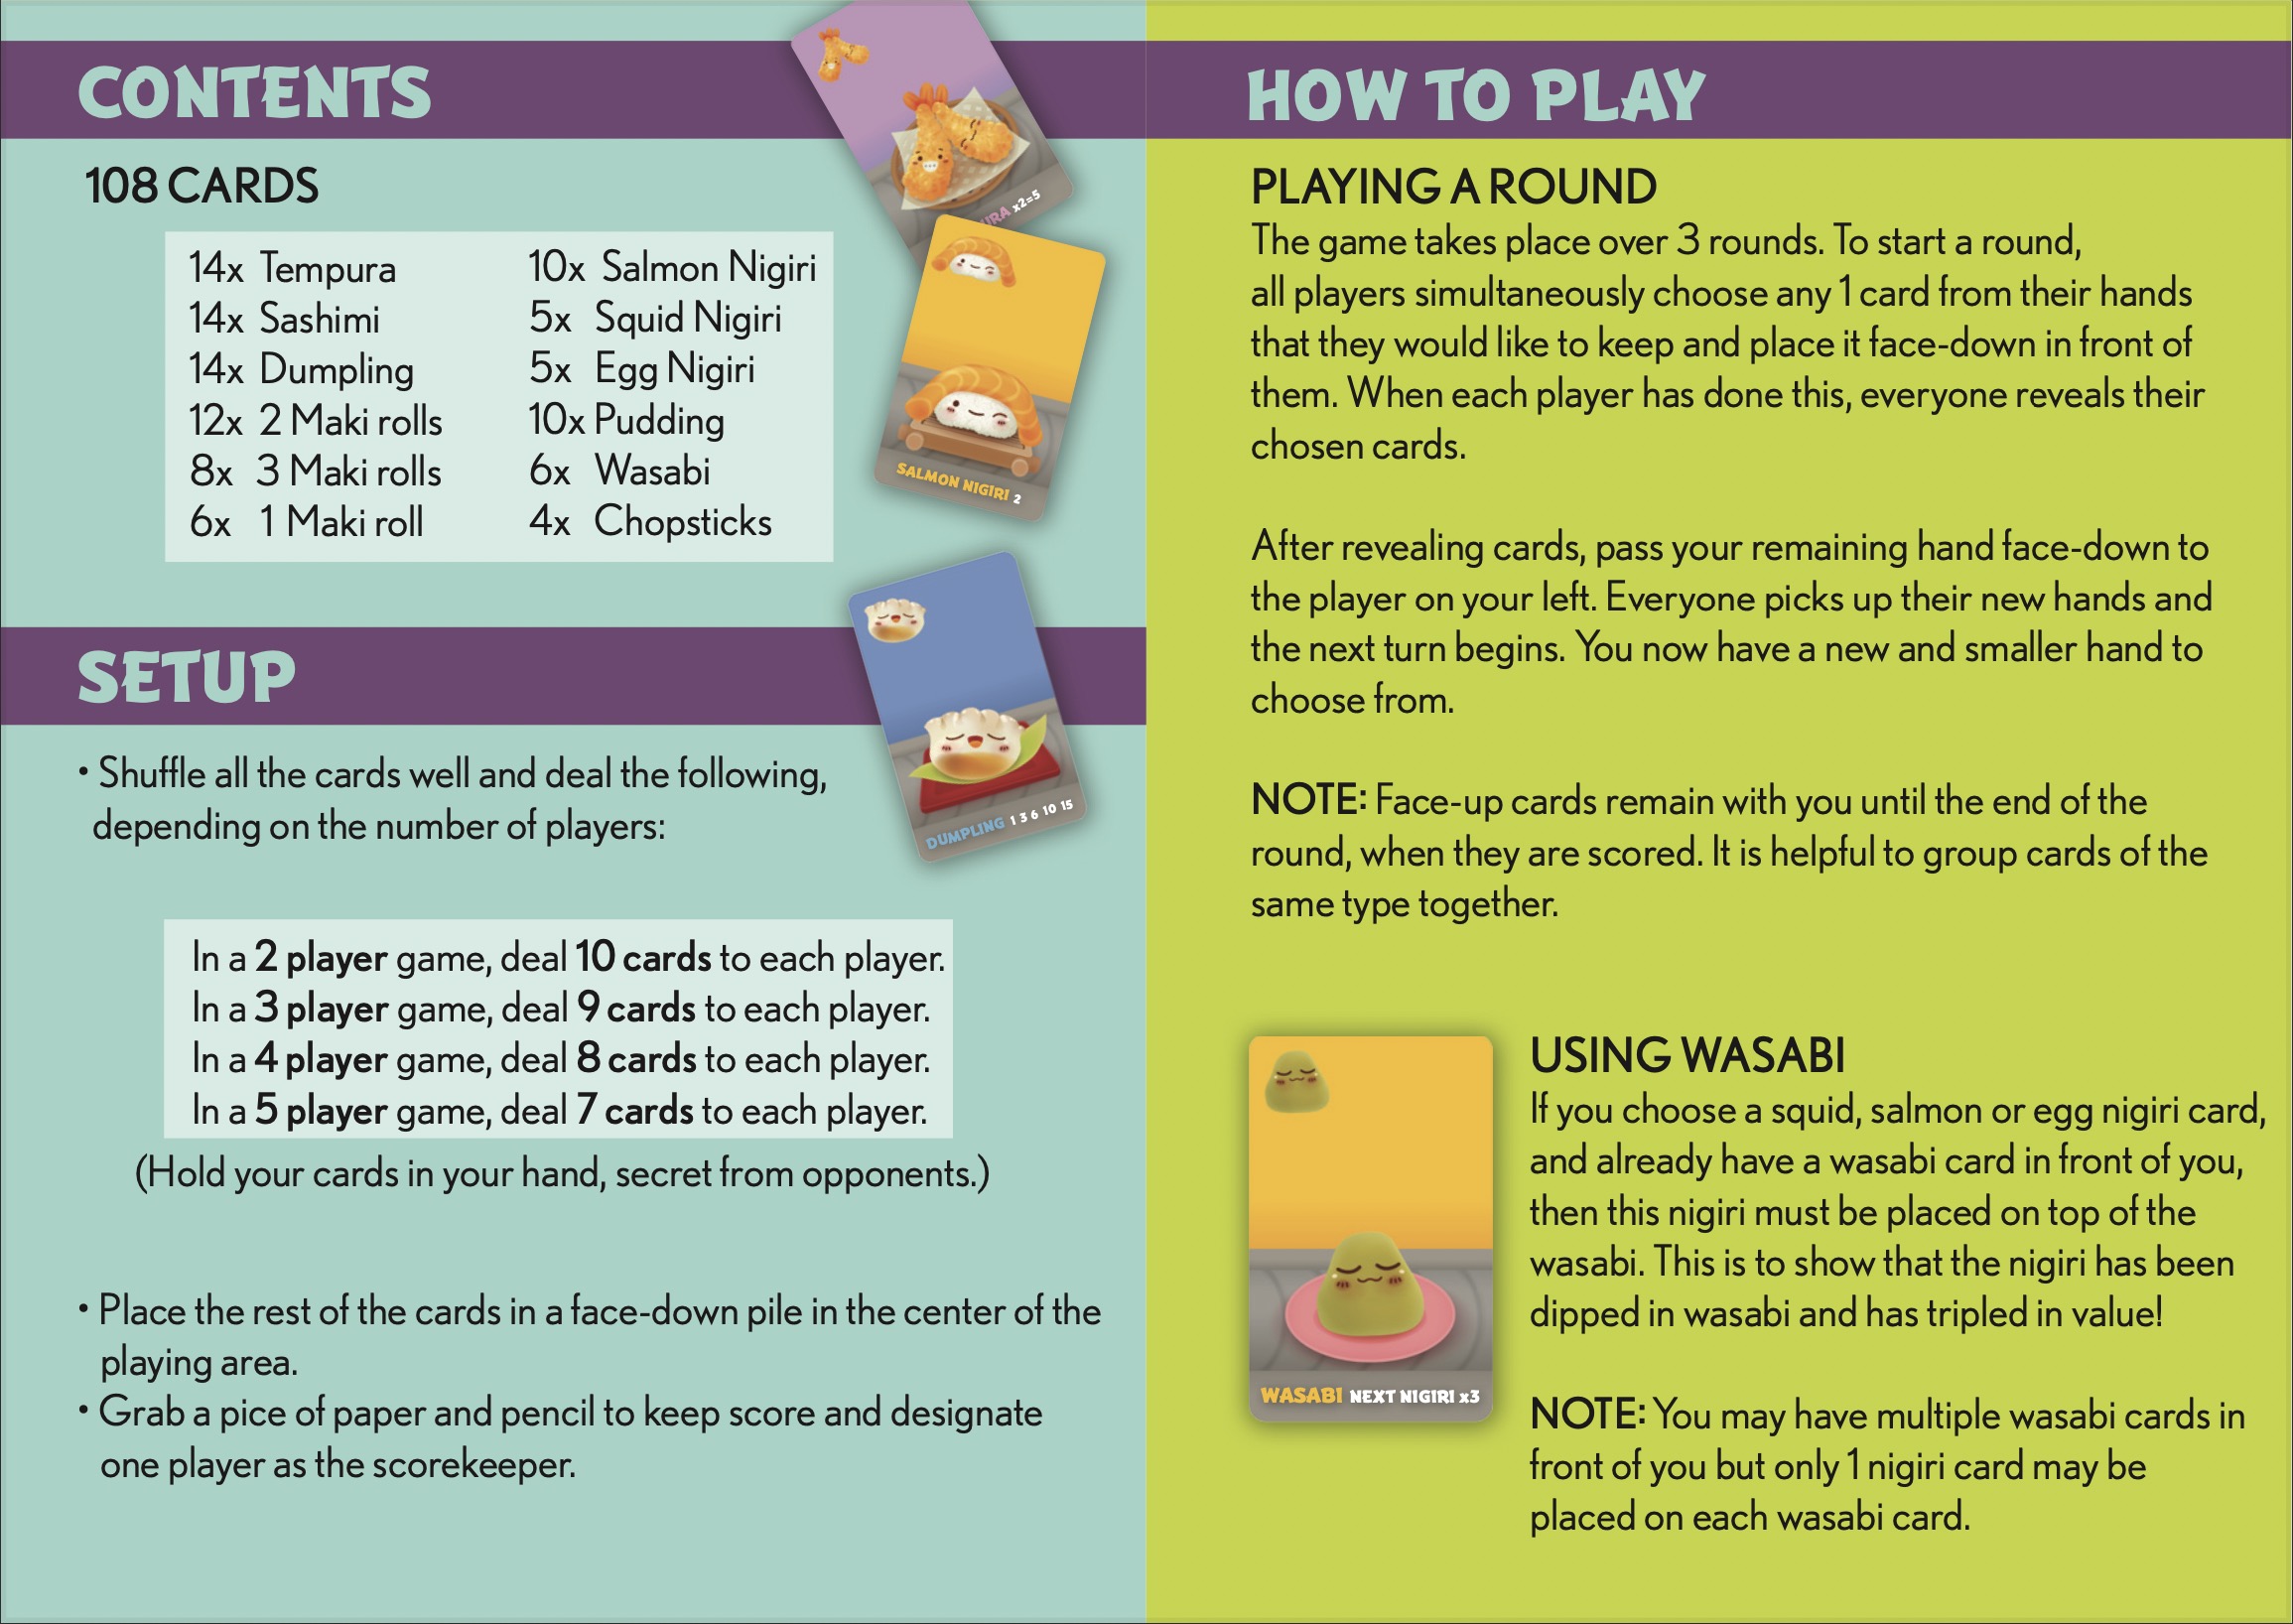 CONTENTS
108 CARDS
14x Tempura
14x Sashimi
14x Dumpling
12x 2 Maki rolls
8x 3 Maki rolls
6x 1 Maki roll
10x Salmon Nigiri
5x Squid Nigiri
5x Egg Nigiri
10x Pudding
6x Wasabi
4x Chopsticks
x2=5
SALMON NIGIRI 2
SETUP
DUMPLING 1 3 6 10 15
• Shuffle all the cards well and deal the following,
depending on the number of players:
In a 2 player game, deal 10 cards to each player.
In a 3 player game, deal 9 cards to each player.
In a 4 player game, deal 8 cards to each player.
In a 5 player game, deal 7 cards to each player.
(Hold your cards in your hand, secret from opponents.)
• Place the rest of the cards in a face-down pile in the center of the
playing area.
• Grab a pice of paper and pencil to keep score and designate
one player as the scorekeeper.
HOW TO PLAY
PLAYING A ROUND
The game takes place over 3 rounds. To start a round,
all players simultaneously choose any 1 card from their hands
that they would like to keep and place it face-down in front of
them. When each player has done this, everyone reveals their
chosen cards.
After revealing cards, pass your remaining hand face-down to
the player on your left. Everyone picks up their new hands and
the next turn begins. You now have a new and smaller hand to
choose from.
NOTE: Face-up cards remain with you until the end of the
round, when they are scored. It is helpful to group cards of the
same type together.
WASABI NEXT NIGIRI x3
USING WASABI
If you choose a squid, salmon or egg nigiri card,
and already have a wasabi card in front of you,
then this nigiri must be placed on top of the
wasabi. This is to show that the nigiri has been
dipped in wasabi and has tripled in value!
NOTE: You may have multiple wasabi cards in
front of you but only 1 nigiri card may be
placed on each wasabi card.